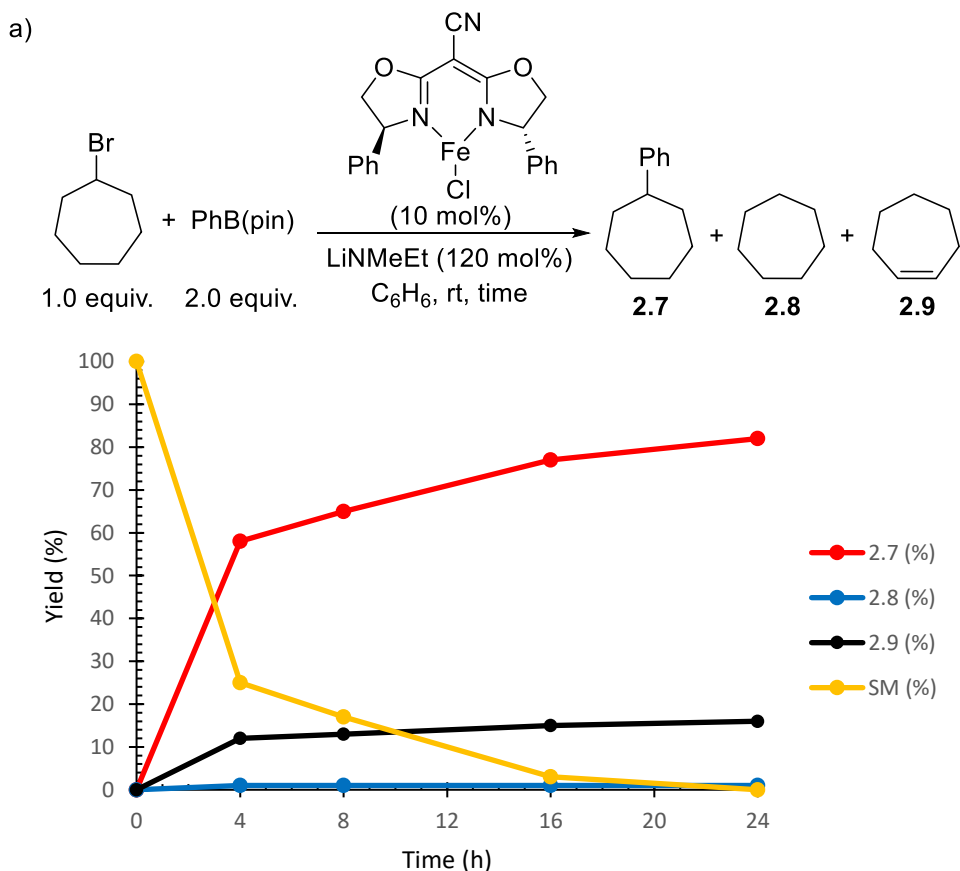 a)
CN
O O
N N
Ph Fe Ph
Cl
Br
+ PhB(pin)
(10 mol%)
LiNMeEt (120 mol%)
C6H6, rt, time
1.0 equiv. 2.0 equiv.
Ph
+ +
2.7 2.8 2.9
100
90
80
70
60
50
40
30
20
10
0
Yield (%)
0 4 8 12 16 20 24
Time (h)
2.7 (%)
2.8 (%)
2.9 (%)
SM (%)